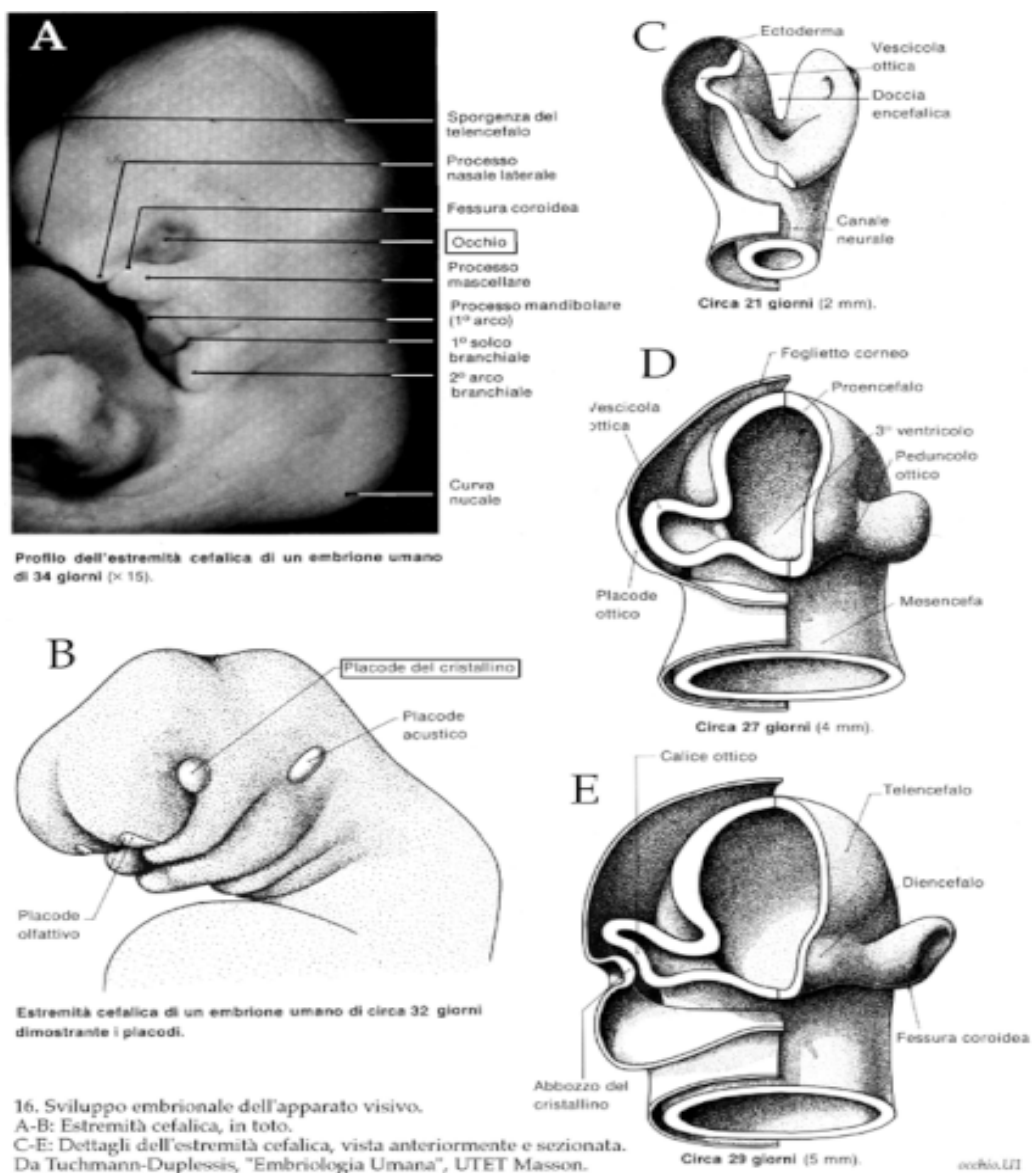 A
Sporgenza del
telencefalo
Processo
nasale laterale
Fessura coroidea
Occhio
Processo
mascellare
Processo mandibolare
(1º arco)
1º solco
branchiale
2º arco
branchiale
Curva
nucale
Profilo dell'estremità cefalica di un embrione umano
di 34 giorni (× 15).
B
Placode del cristallino
Placode
acustico
Placode
olfattivo
Estremità cefalica di un embrione umano di circa 32 giorni
dimostrante i placodi.
C
Ectoderma
Vescicola
ottica
Doccia
encefalica
Canale
neurale
Circa 21 giorni (2 mm).
D
Foglietto corneo
Proencefalo
Vescicola
ottica
3º ventricolo
Peduncolo
ottico
Placode
ottico
Mesencefa
Circa 27 giorni (4 mm).
E
Calice ottico
Telencefalo
Diencefalo
Fessura coroidea
Abbozzo del
cristallino
Circa 29 giorni (5 mm).
16. Sviluppo embrionale dell'apparato visivo.
A-B: Estremità cefalica, in toto.
C-E: Dettagli dell'estremità cefalica, vista anteriormente e sezionata.
Da Tuchmann-Duplessis, "Embriologia Umana", UTET Masson.